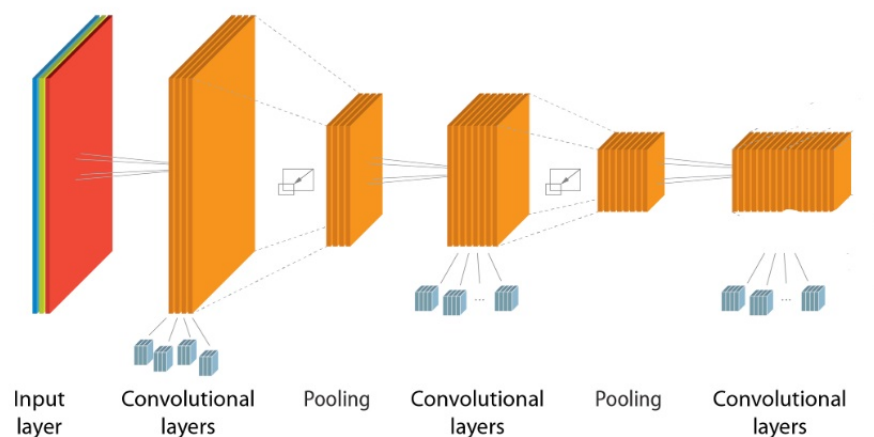 ...
...
Input layer
Convolutional layers
Pooling
Convolutional layers
Pooling
Convolutional layers